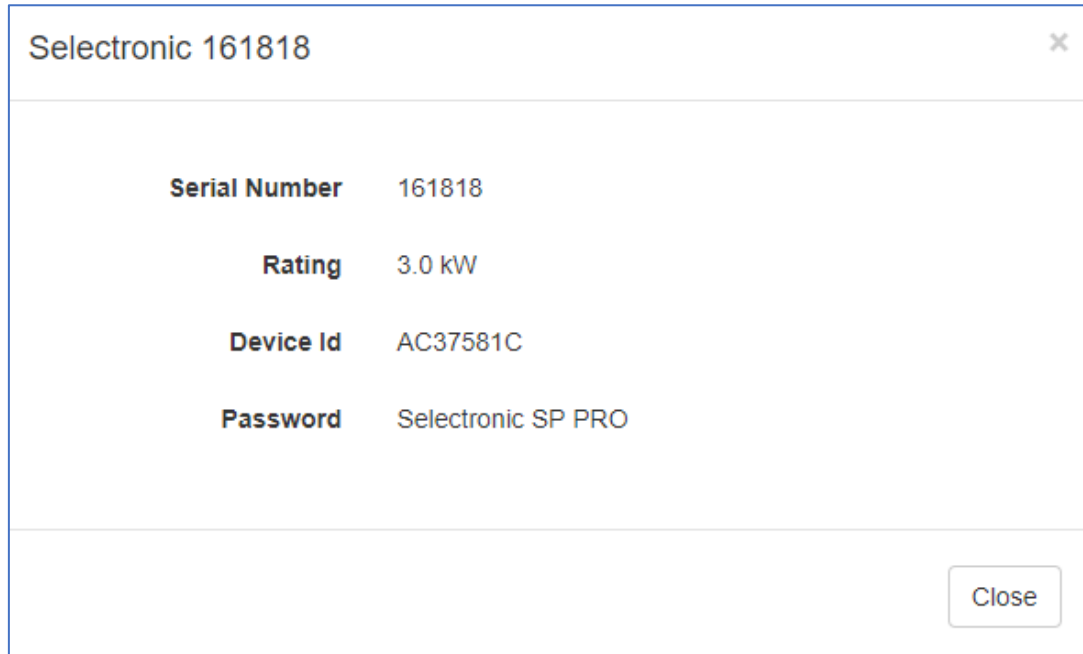 Selectronic 161818 ×
Serial Number 161818
Rating 3.0 kW
Device Id AC37581C
Password Selectronic SP PRO
Close